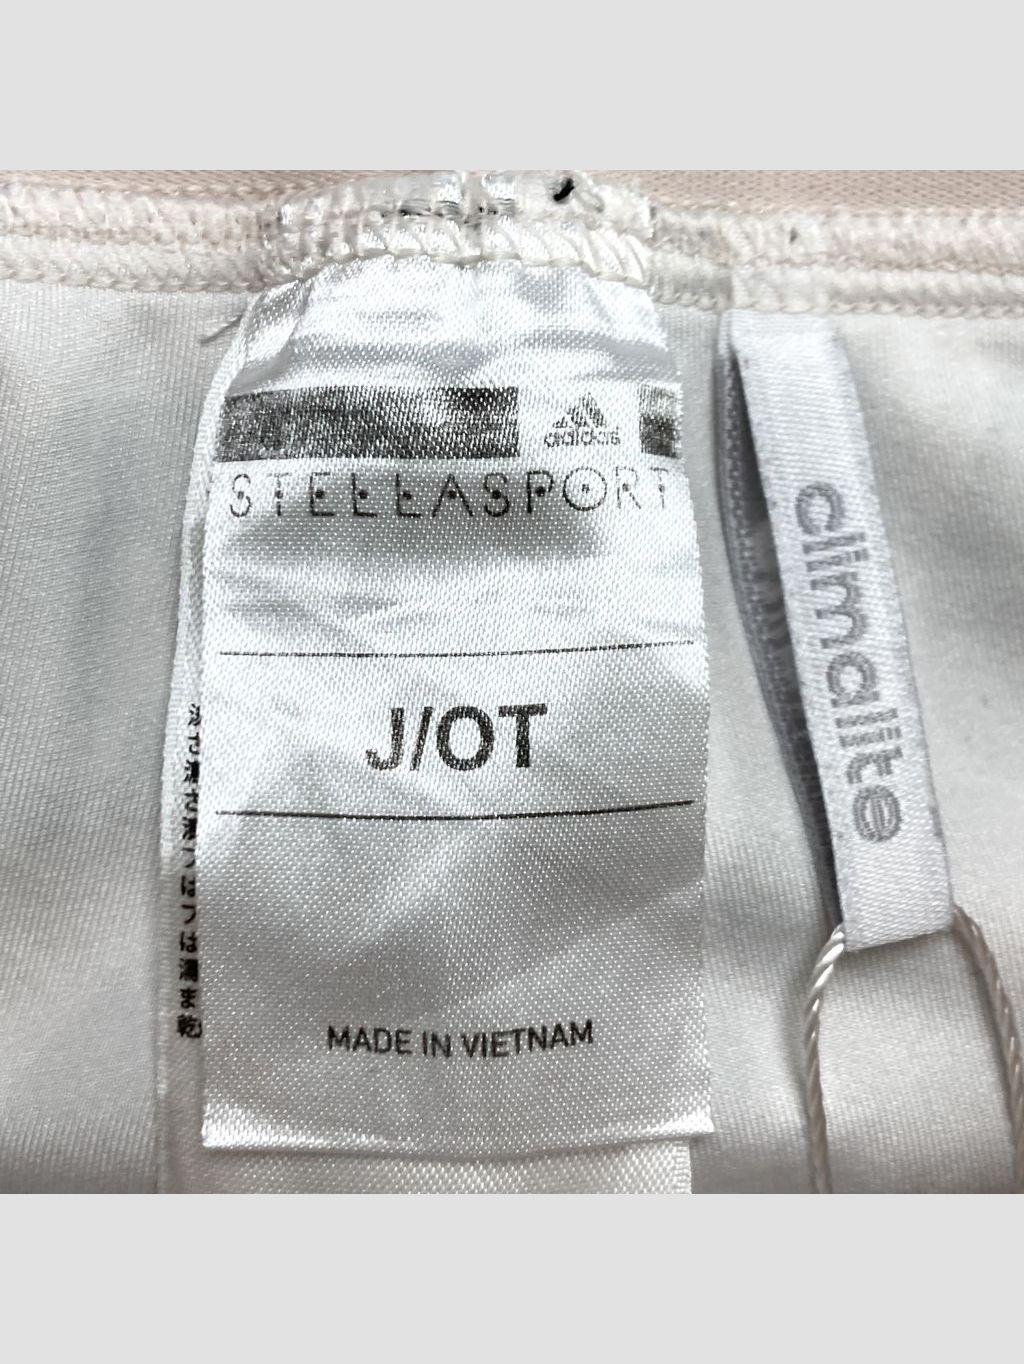 adidas
STELLASPORT
J/OT
MADE IN VIETNAM
climalite